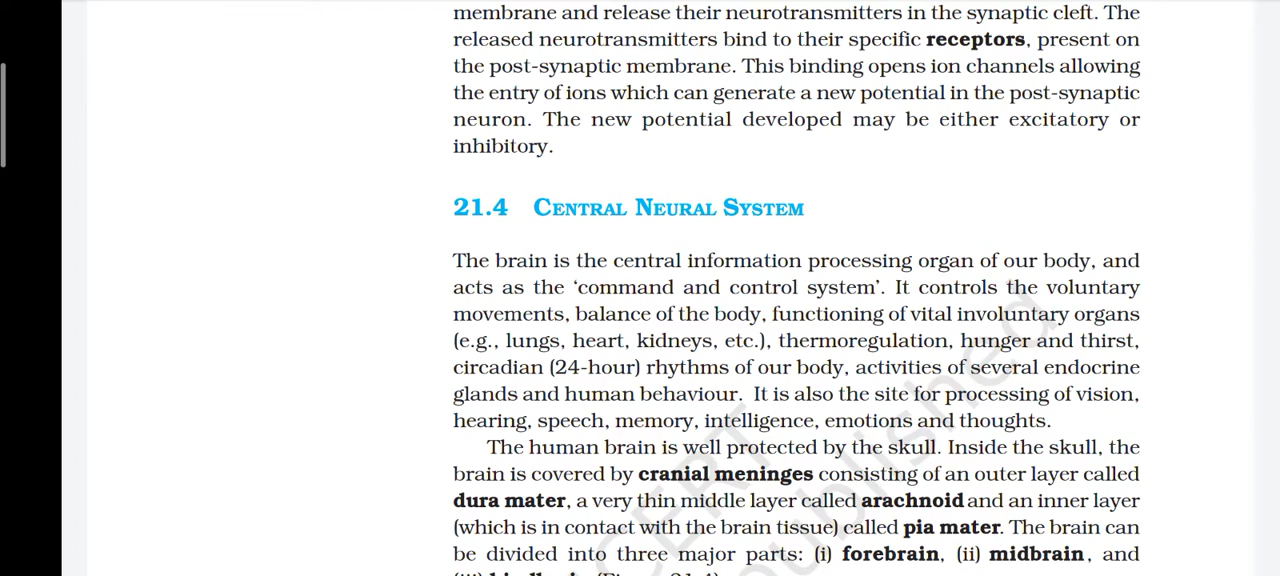 membrane and release their neurotransmitters in the synaptic cleft. The
released neurotransmitters bind to their specific receptors, present on
the post-synaptic membrane. This binding opens ion channels allowing
the entry of ions which can generate a new potential in the post-synaptic
neuron. The new potential developed may be either excitatory or
inhibitory.
21.4 CENTRAL NEURAL SYSTEM
The brain is the central information processing organ of our body, and
acts as the ‘command and control system’. It controls the voluntary
movements, balance of the body, functioning of vital involuntary organs
(e.g., lungs, heart, kidneys, etc.), thermoregulation, hunger and thirst,
circadian (24-hour) rhythms of our body, activities of several endocrine
glands and human behaviour. It is also the site for processing of vision,
hearing, speech, memory, intelligence, emotions and thoughts.
The human brain is well protected by the skull. Inside the skull, the
brain is covered by cranial meninges consisting of an outer layer called
dura mater, a very thin middle layer called arachnoid and an inner layer
(which is in contact with the brain tissue) called pia mater. The brain can
be divided into three major parts: (i) forebrain, (ii) midbrain, and